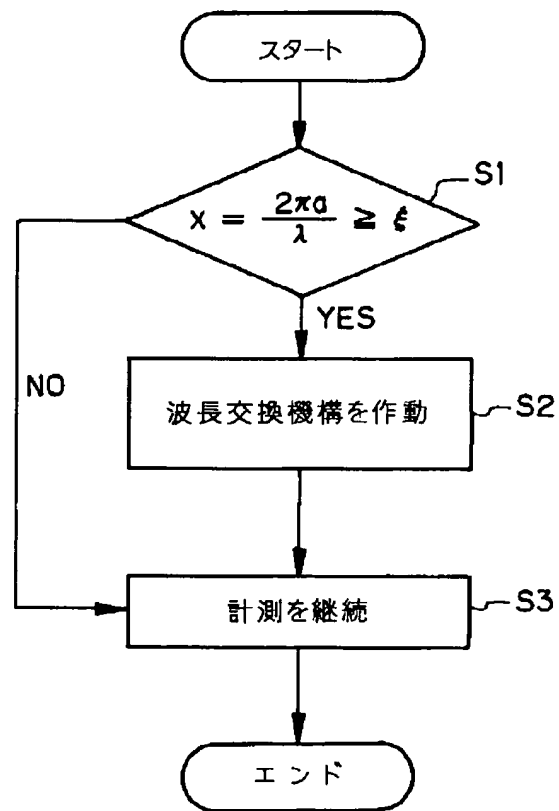 スタート
S1
x = 2πa/λ ≧ ξ
YES
NO
波長交換機構を作動
S2
計測を継続
S3
エンド